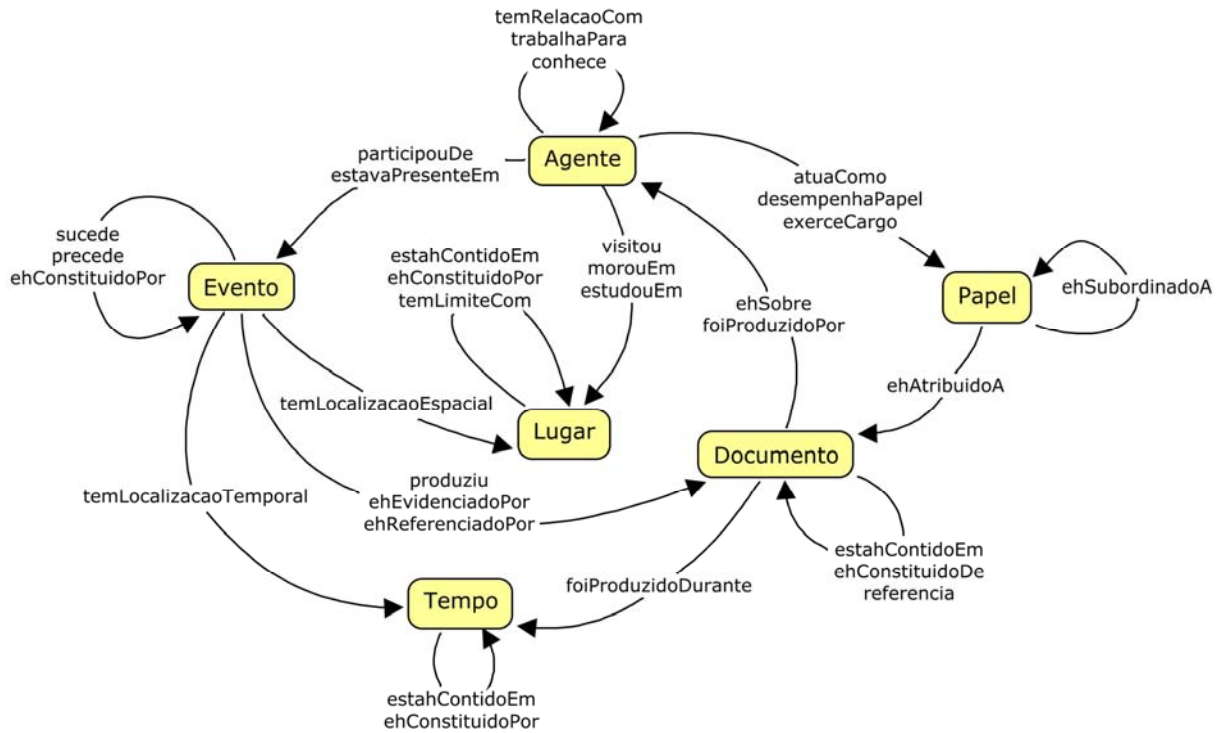 temRelacaoCom
trabalhaPara
conhece
Agente
participouDe
estavaPresenteEm
atuaComo
desempenhaPapel
exerceCargo
sucede
precede
ehConstituidoPor
Evento
estahContidoEm
ehConstituidoPor
temLimiteCom
visitou
morouEm
estudouEm
ehSobre
foiProduzidoPor
Papel
ehSubordinadoA
ehAtribuidoA
temLocalizacaoEspacial
Lugar
Documento
temLocalizacaoTemporal
produziu
ehEvidenciadoPor
ehReferenciadoPor
estahContidoEm
ehConstituidoDe
referencia
foiProduzidoDurante
Tempo
estahContidoEm
ehConstituidoPor